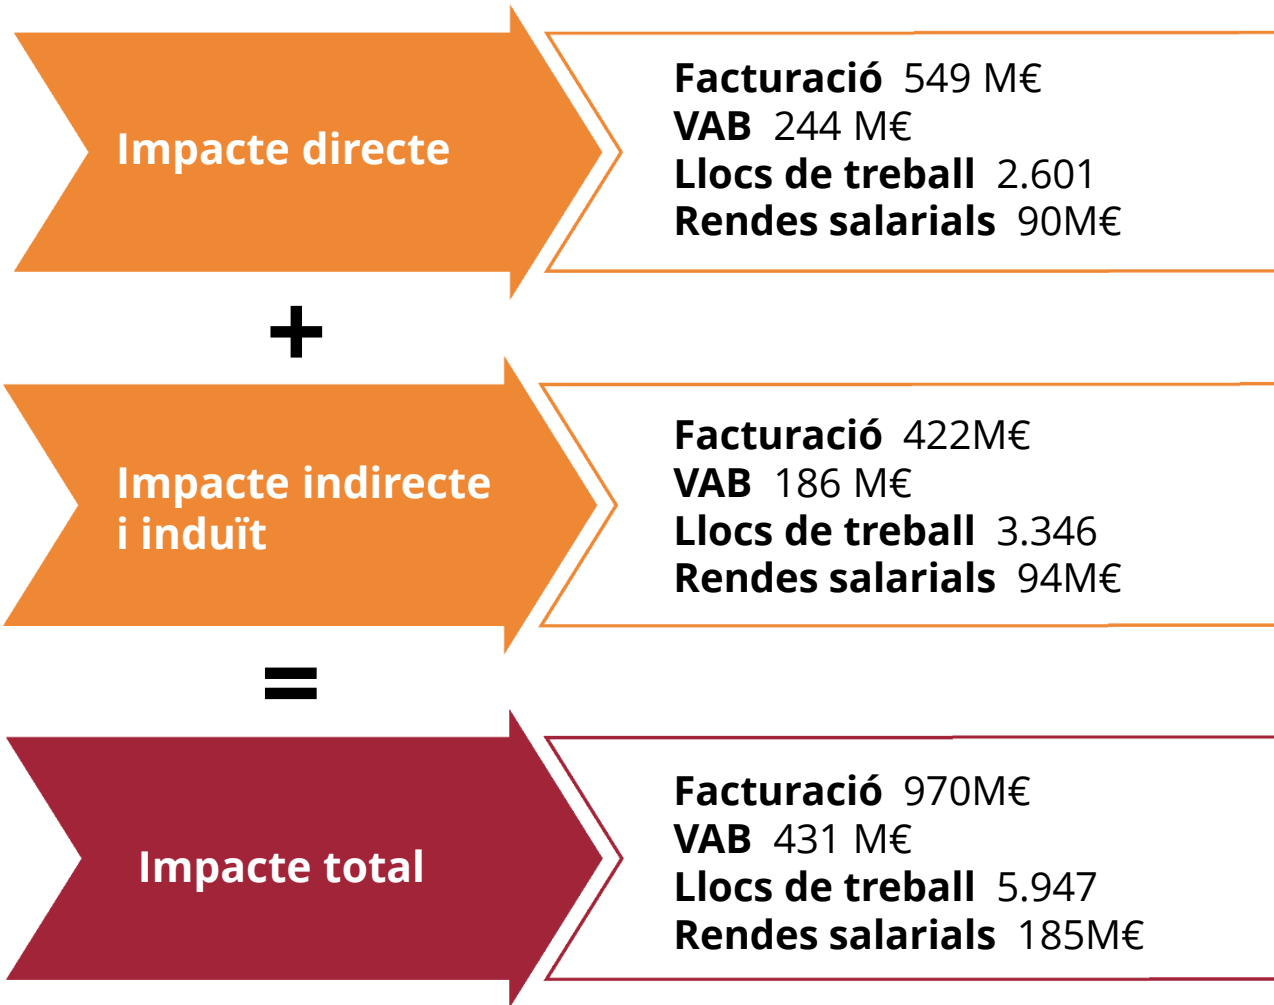 Impacte directe
Facturació 549 M€
VAB 244 M€
Llocs de treball 2.601
Rendes salarials 90M€
+
Impacte indirecte
i induït
Facturació 422M€
VAB 186 M€
Llocs de treball 3.346
Rendes salarials 94M€
=
Impacte total
Facturació 970M€
VAB 431 M€
Llocs de treball 5.947
Rendes salarials 185M€